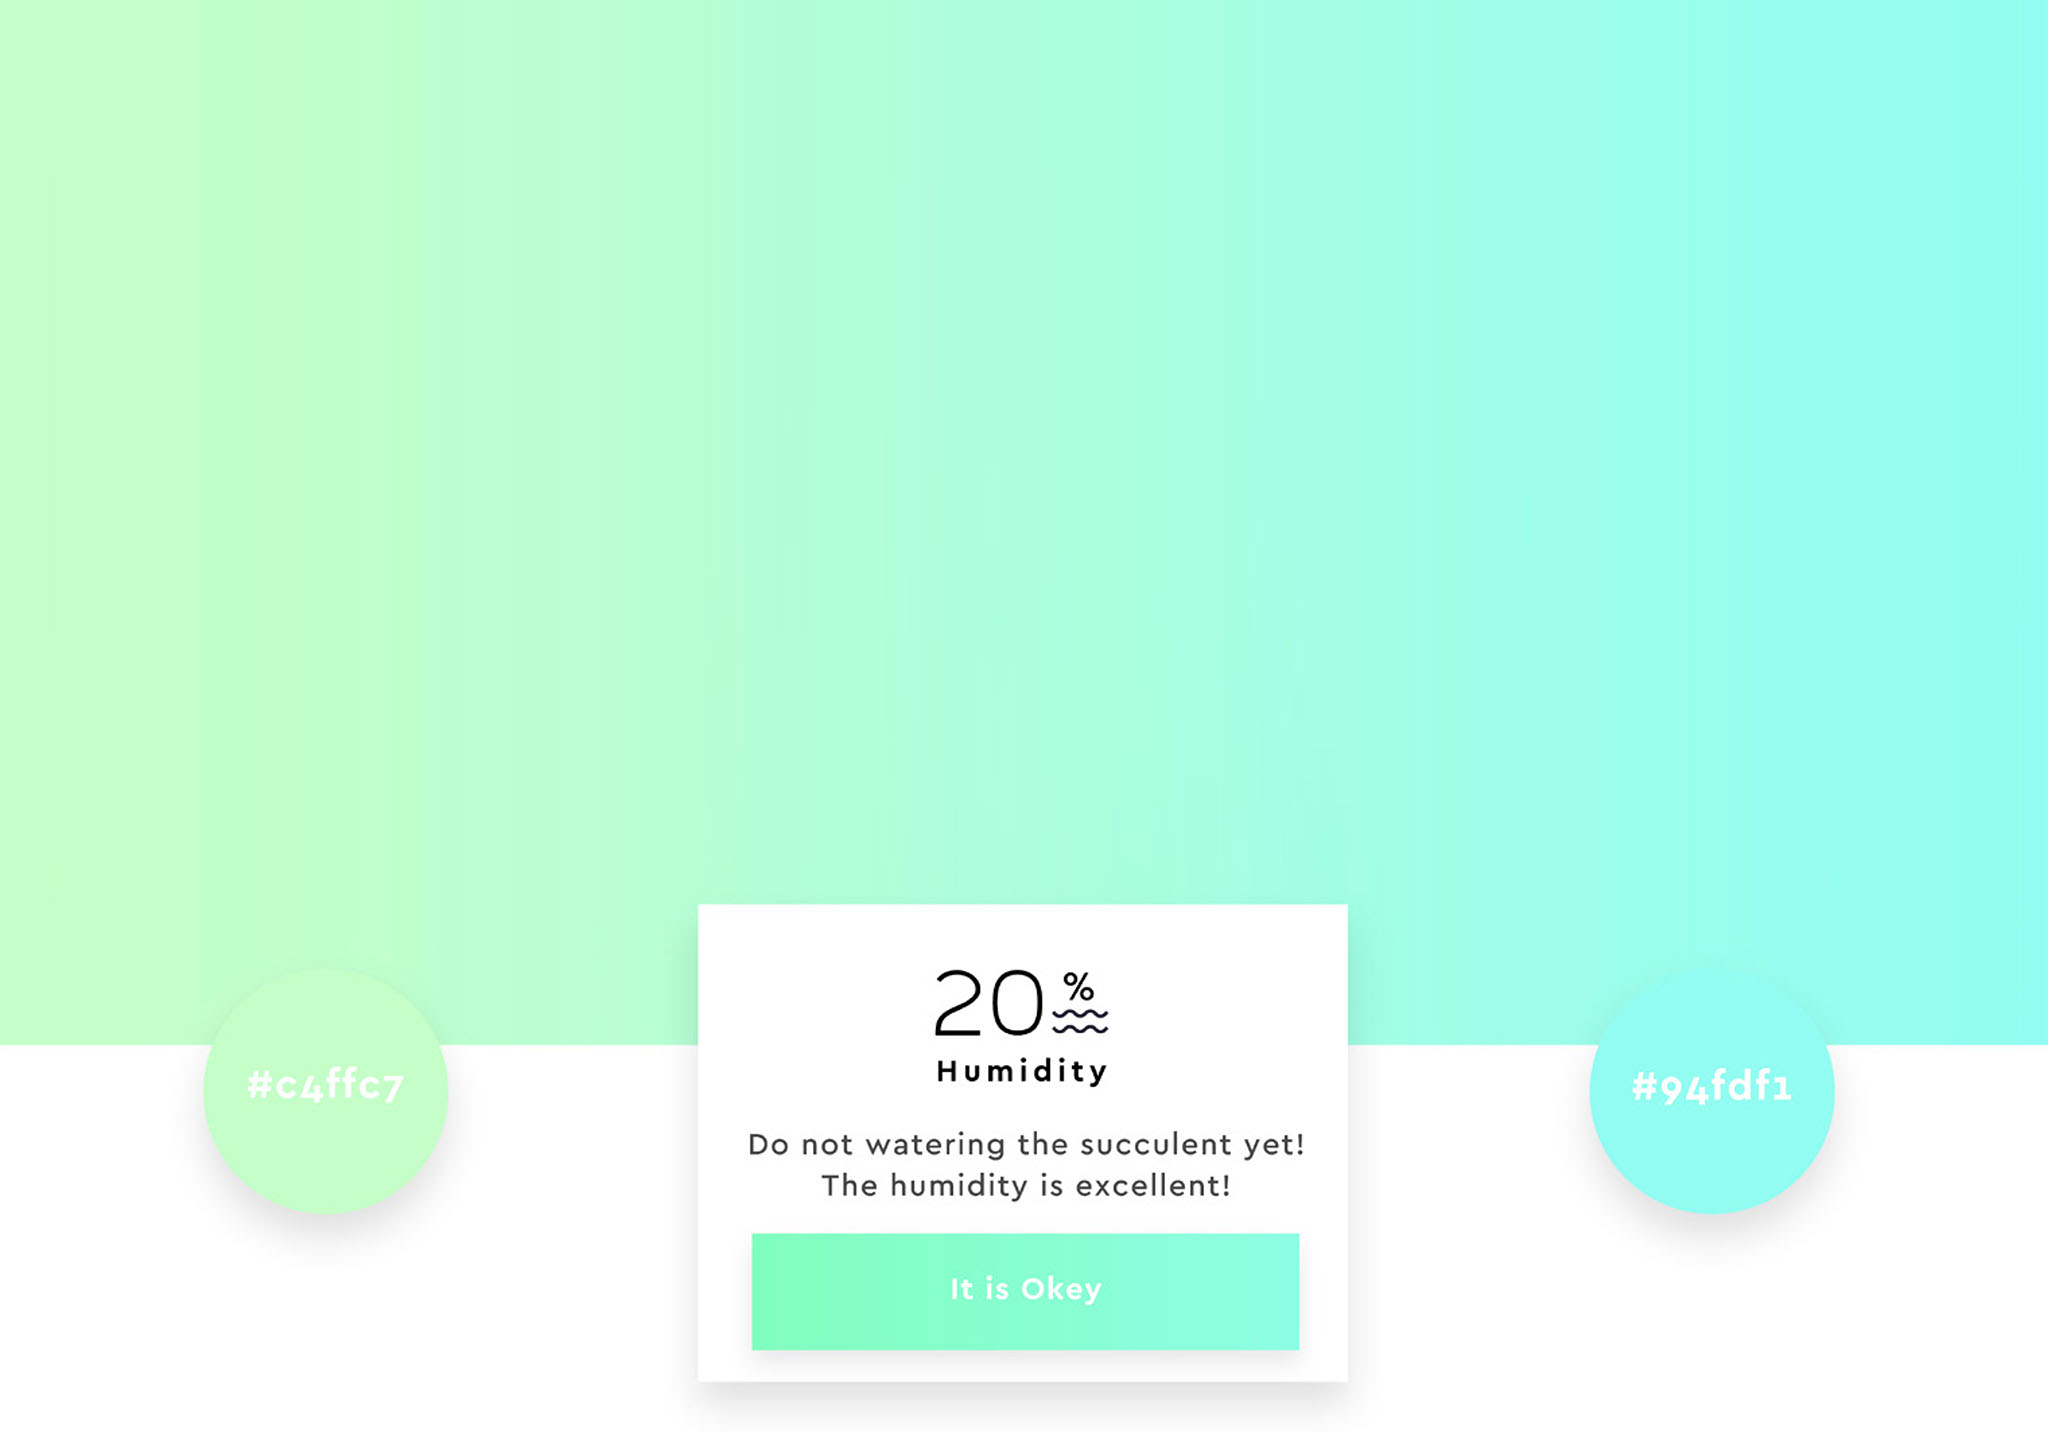 20%
Humidity
#c4ffc7
#94fdf1
Do not watering the succulent yet!
The humidity is excellent!
It is Okey